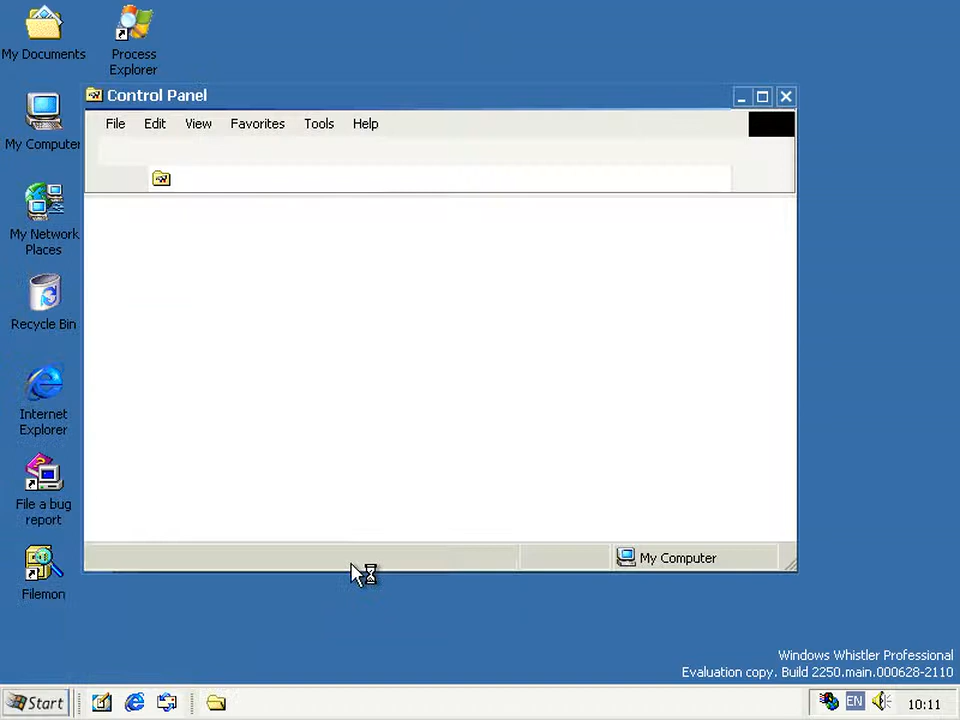 My Documents
Process
Explorer
My Computer
My Network
Places
Recycle Bin
Internet
Explorer
File a bug
report
Filemon
Control Panel
File Edit View Favorites Tools Help
My Computer
Windows Whistler Professional
Evaluation copy. Build 2250.main.000628-2110
Start
EN
10:11